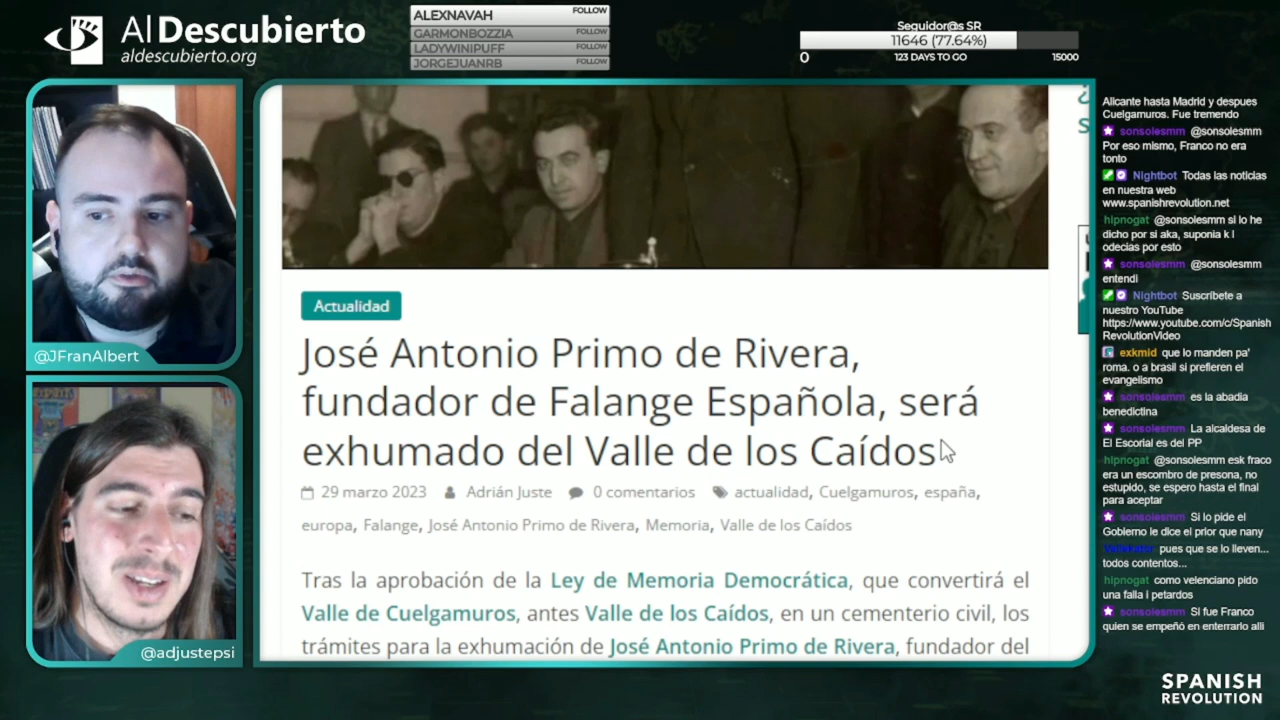 Al Descubierto
aldescubierto.org
ALEXNAVAH FOLLOW
GARMONBOZZIA FOLLOW
LADYWINIPUFF FOLLOW
JORGEJUANRB FOLLOW
Seguidor@s SR
11646 (77.64%)
0 123 DAYS TO GO 15000
@JFranAlbert
@adjustepsi
Actualidad
José Antonio Primo de Rivera,
fundador de Falange Española, será
exhumado del Valle de los Caídos
29 marzo 2023 Adrián Juste 0 comentarios actualidad, Cuelgamuros, españa,
europa, Falange, José Antonio Primo de Rivera, Memoria, Valle de los Caídos
Tras la aprobación de la Ley de Memoria Democrática, que convertirá el
Valle de Cuelgamuros, antes Valle de los Caídos, en un cementerio civil, los
trámites para la exhumación de José Antonio Primo de Rivera, fundador del
Alicante hasta Madrid y despues
Cuelgamuros. Fue tremendo
sonsolesmm @sonsolesmm
Por eso mismo, Franco no era
tonto
Nightbot Todas las noticias
en nuestra web
www.spanishrevolution.net
hipnogat @sonsolesmm si lo he
dicho por si aka, suponia k l
odecias por esto
sonsolesmm @sonsolesmm
entendi
Nightbot Suscríbete a
nuestro YouTube
https://www.youtube.com/c/Spanish
RevolutionVideo
exkmid que lo manden pa'
roma. o a brasil si prefieren el
evangelismo
sonsolesmm es la abadia
benedictina
sonsolesmm La alcaldesa de
El Escorial es del PP
hipnogat @sonsolesmm esk fraco
era un escombro de presona, no
estupido, se espero hasta el final
para aceptar
sonsolesmm Si lo pide el
Gobierno le dice el prior que nany
pues que se lo lleven...
todos contentos...
hipnogat como velenciano pido
una falla i petardos
sonsolesmm Si fue Franco
quien se empeñó en enterrarlo alli
SPANISH
REVOLUTION